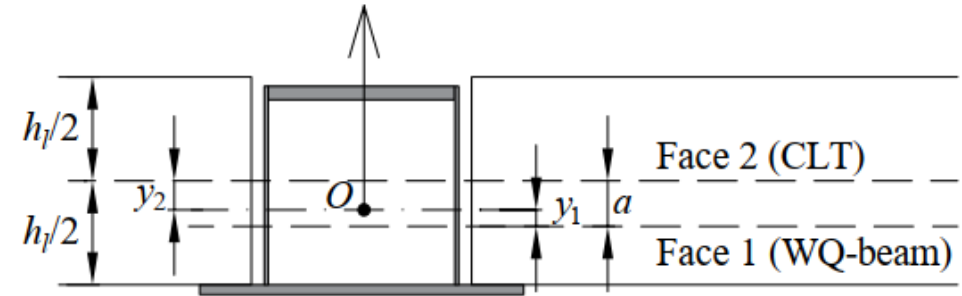 h_l/2
Face 2 (CLT)
y_2
O
y_1
a
h_l/2
Face 1 (WQ-beam)